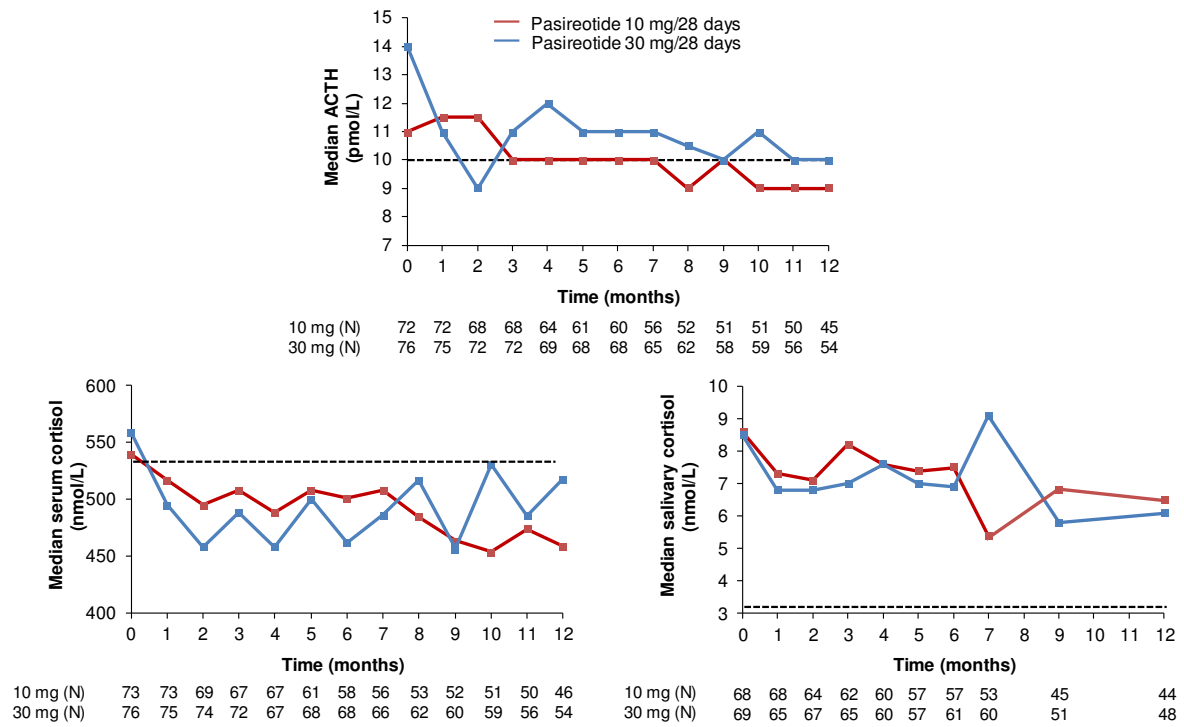 Pasireotide 10 mg/28 days
Pasireotide 30 mg/28 days
Median ACTH
(pmol/L)
15
14
13
12
11
10
9
8
7
0 1 2 3 4 5 6 7 8 9 10 11 12
Time (months)
10 mg (N) 72 72 68 68 64 61 60 56 52 51 51 50 45
30 mg (N) 76 75 72 72 69 68 68 65 62 58 59 56 54
Median serum cortisol
(nmol/L)
600
550
500
450
400
0 1 2 3 4 5 6 7 8 9 10 11 12
Time (months)
10 mg (N) 73 73 69 67 67 61 58 56 53 52 51 50 46
30 mg (N) 76 75 74 72 67 68 68 66 62 60 59 56 54
Median salivary cortisol
(nmol/L)
10
9
8
7
6
5
4
3
0 1 2 3 4 5 6 7 8 9 10 11 12
Time (months)
10 mg (N) 68 68 64 62 60 57 57 53 45 44
30 mg (N) 69 65 67 65 60 57 61 60 51 48